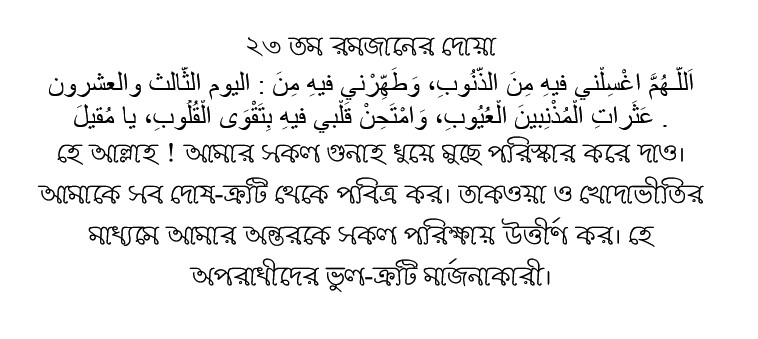 ২৩ তম রমজানের দোয়া
اَللّـهُمَّ اغْسِلْني فيهِ مِنَ الذُّنُوبِ، وَطَهِّرْني فيهِ مِنَ : اليوم الثّالث والعشرون
عَثَراتِ الْمُذْنِبينَ الْعُيُوبِ، وَامْتَحِنْ قَلْبي فيهِ بِتَقْوَى الْقُلُوبِ، يا مُقيلَ .
হে আল্লাহ ! আমার সকল গুনাহ ধুয়ে মুছে পরিস্কার করে দাও।
আমাকে সব দোষ-ত্রুটি থেকে পবিত্র কর। তাকওয়া ও খোদাভীতির
মাধ্যমে আমার অন্তরকে সকল পরিক্ষায় উত্তীর্ণ কর। হে
অপরাধীদের ভুল-ত্রুটি মার্জনাকারী।